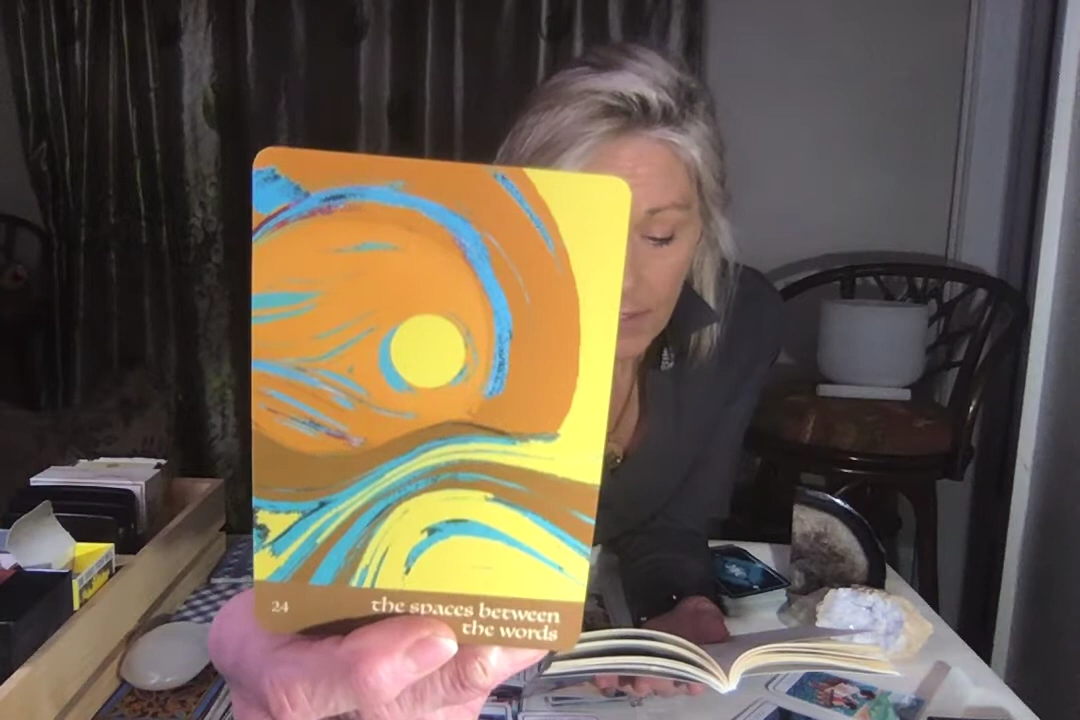 24
the spaces between
the words